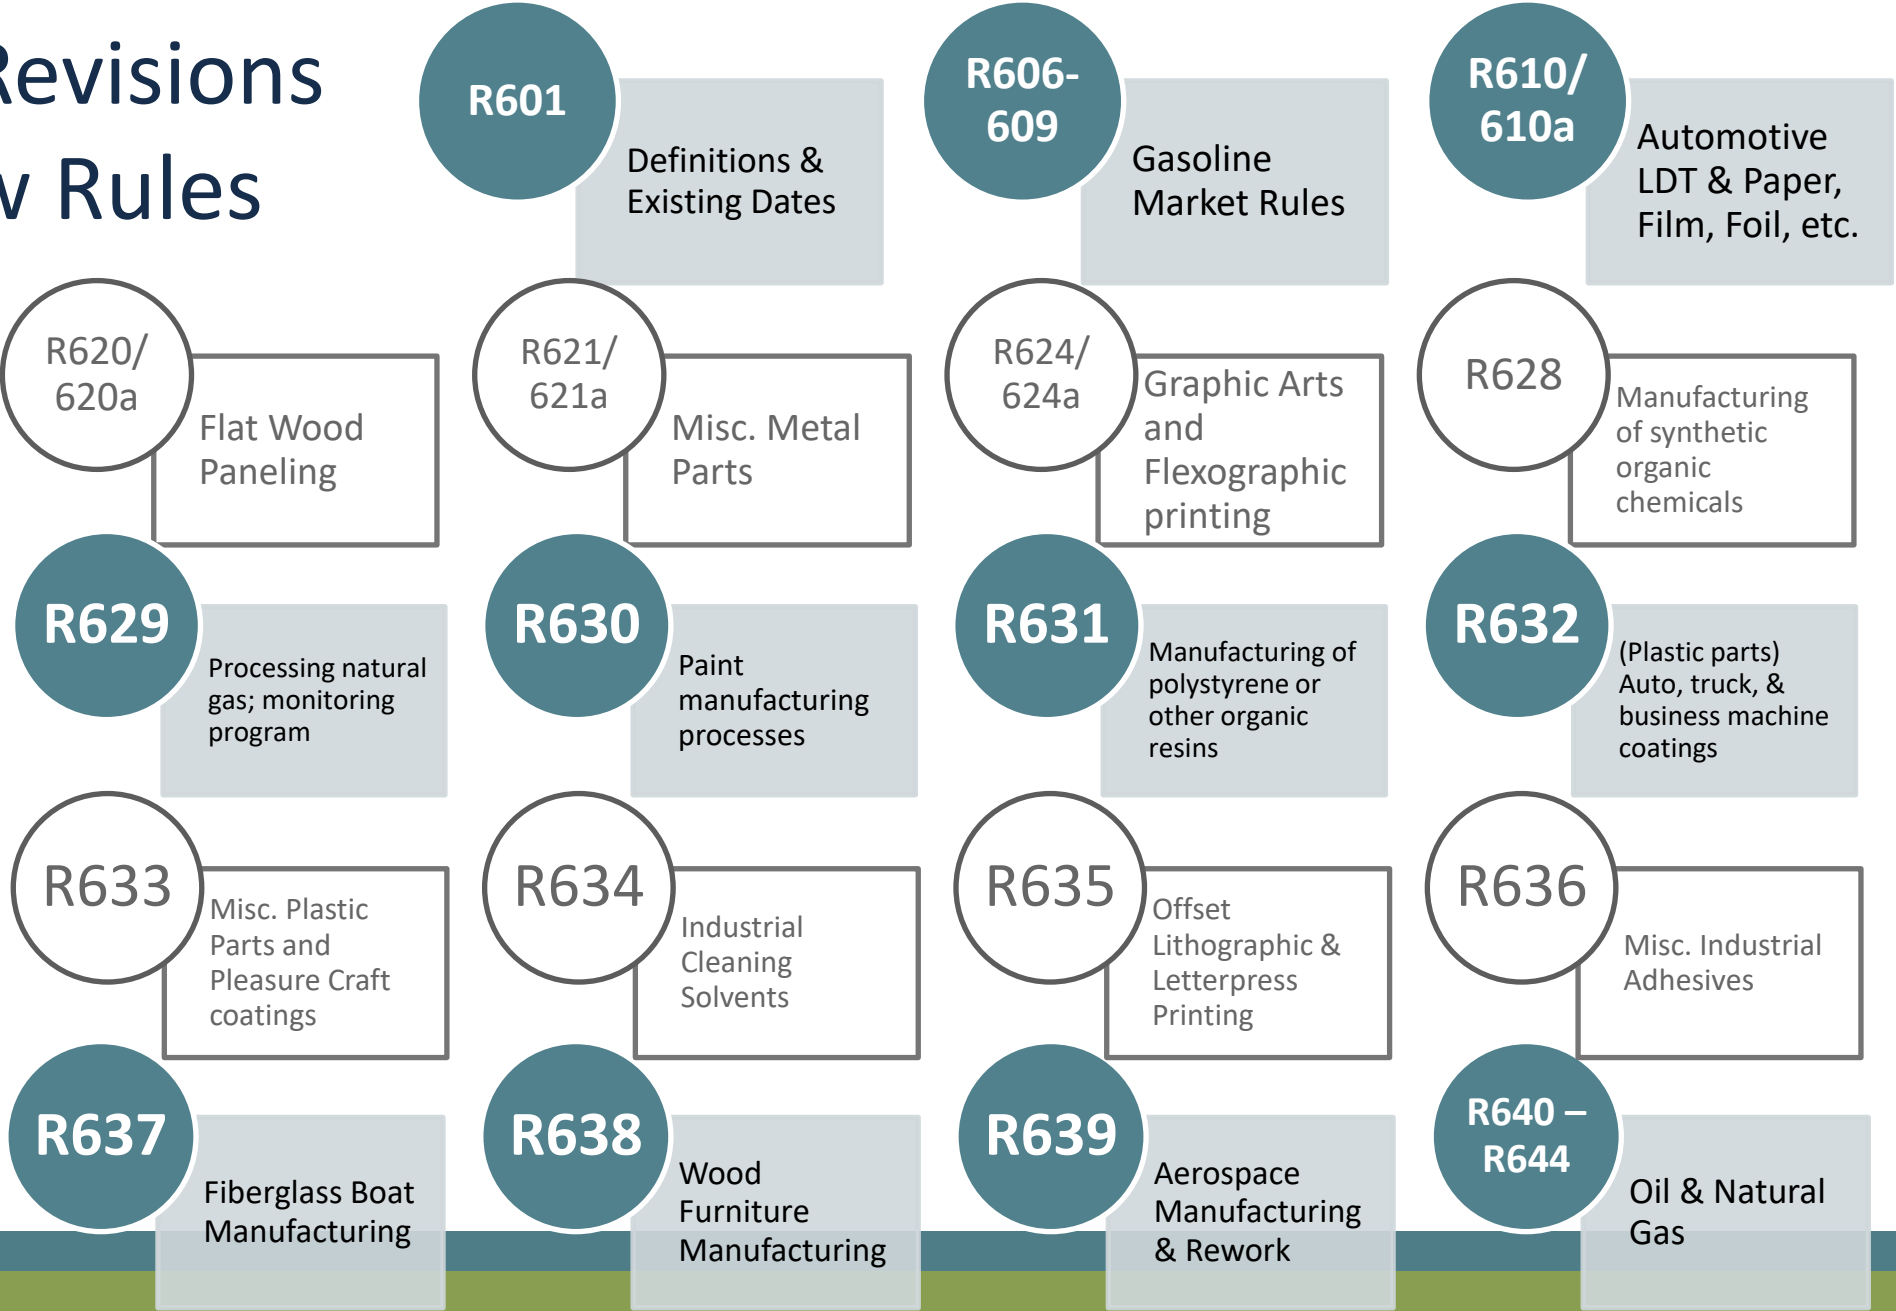 Revisions
w Rules
R601
Definitions &
Existing Dates
R606-
609
Gasoline
Market Rules
R610/
610a
Automotive
LDT & Paper,
Film, Foil, etc.
R620/
620a
Flat Wood
Paneling
R621/
621a
Misc. Metal
Parts
R624/
624a
Graphic Arts
and
Flexographic
printing
R628
Manufacturing
of synthetic
organic
chemicals
R629
Processing natural
gas; monitoring
program
R630
Paint
manufacturing
processes
R631
Manufacturing of
polystyrene or
other organic
resins
R632
(Plastic parts)
Auto, truck, &
business machine
coatings
R633
Misc. Plastic
Parts and
Pleasure Craft
coatings
R634
Industrial
Cleaning
Solvents
R635
Offset
Lithographic &
Letterpress
Printing
R636
Misc. Industrial
Adhesives
R637
Fiberglass Boat
Manufacturing
R638
Wood
Furniture
Manufacturing
R639
Aerospace
Manufacturing
& Rework
R640 –
R644
Oil & Natural
Gas